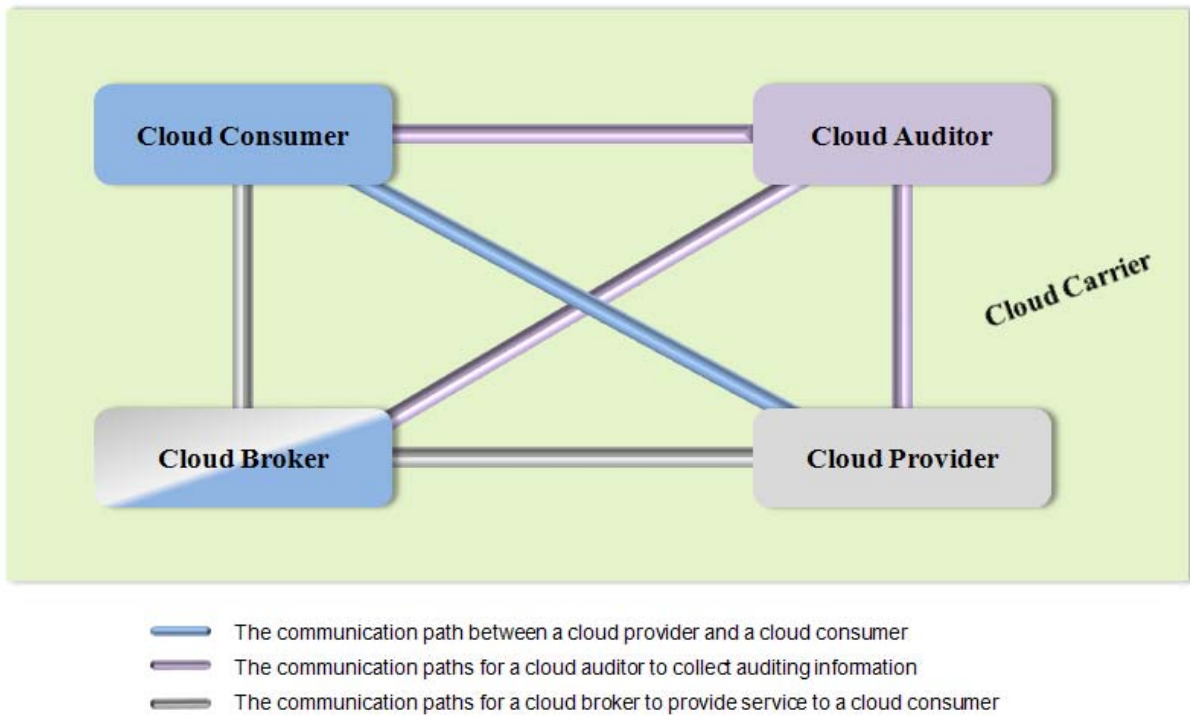 Cloud Consumer
Cloud Auditor
Cloud Carrier
Cloud Broker
Cloud Provider
The communication path between a cloud provider and a cloud consumer
The communication paths for a cloud auditor to collect auditing information
The communication paths for a cloud broker to provide service to a cloud consumer